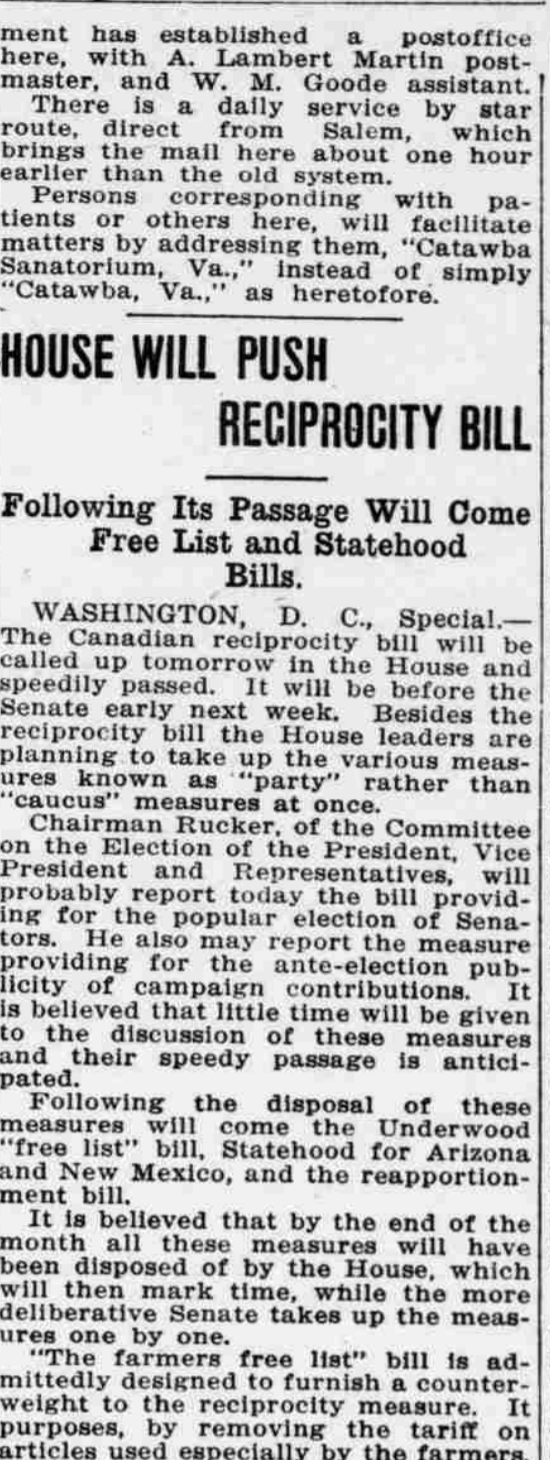 ment has established a postoffice
here, with A. Lambert Martin post-
master, and W. M. Goode assistant.
There is a daily service by star
route, direct from Salem, which
brings the mail here about one hour
earlier than the old system.
Persons corresponding with pa-
tients or others here, will facilitate
matters by addressing them, "Catawba
Sanatorium, Va.," instead of simply
"Catawba, Va.," as heretofore.
HOUSE WILL PUSH
RECIPROCITY BILL
Following Its Passage Will Come
Free List and Statehood
Bills.
WASHINGTON, D. C., Special.—
The Canadian reciprocity bill will be
called up tomorrow in the House and
speedily passed. It will be before the
Senate early next week. Besides the
reciprocity bill the House leaders are
planning to take up the various meas-
ures known as "party" rather than
"caucus" measures at once.
Chairman Rucker, of the Committee
on the Election of the President, Vice
President and Representatives, will
probably report today the bill provid-
ing for the popular election of Sena-
tors. He also may report the measure
providing for the ante-election pub-
licity of campaign contributions. It
is believed that little time will be given
to the discussion of these measures
and their speedy passage is antici-
pated.
Following the disposal of these
measures will come the Underwood
"free list" bill, Statehood for Arizona
and New Mexico, and the reapportion-
ment bill.
It is believed that by the end of the
month all these measures will have
been disposed of by the House, which
will then mark time, while the more
deliberative Senate takes up the meas-
ures one by one.
"The farmers free list" bill is ad-
mittedly designed to furnish a counter-
weight to the reciprocity measure. It
purposes, by removing the tariff on
articles used especially by the farmers,